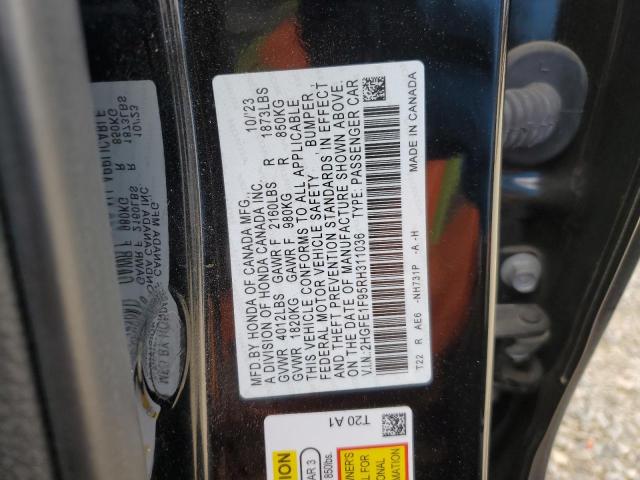 MFD.BY HONDA OF CANADA MFG., 10/'23
A DIVISION OF HONDA CANADA INC.
GVWR 4012LBS GAWR F 2160LBS R 1873LBS
GVWR 1820KG GAWR F 980KG R 850KG
THIS VEHICLE CONFORMS TO ALL APPLICABLE
FEDERAL MOTOR VEHICLE SAFETY, BUMPER,
AND THEFT PREVENTION STANDARDS IN EFFECT
ON THE DATE OF MANUFACTURE SHOWN ABOVE.
V.I.N.:2HGFE1F95RH311036 TYPE: PASSENGER CAR
T22 R AE6 -NH731P -A-H MADE IN CANADA
T20 A1